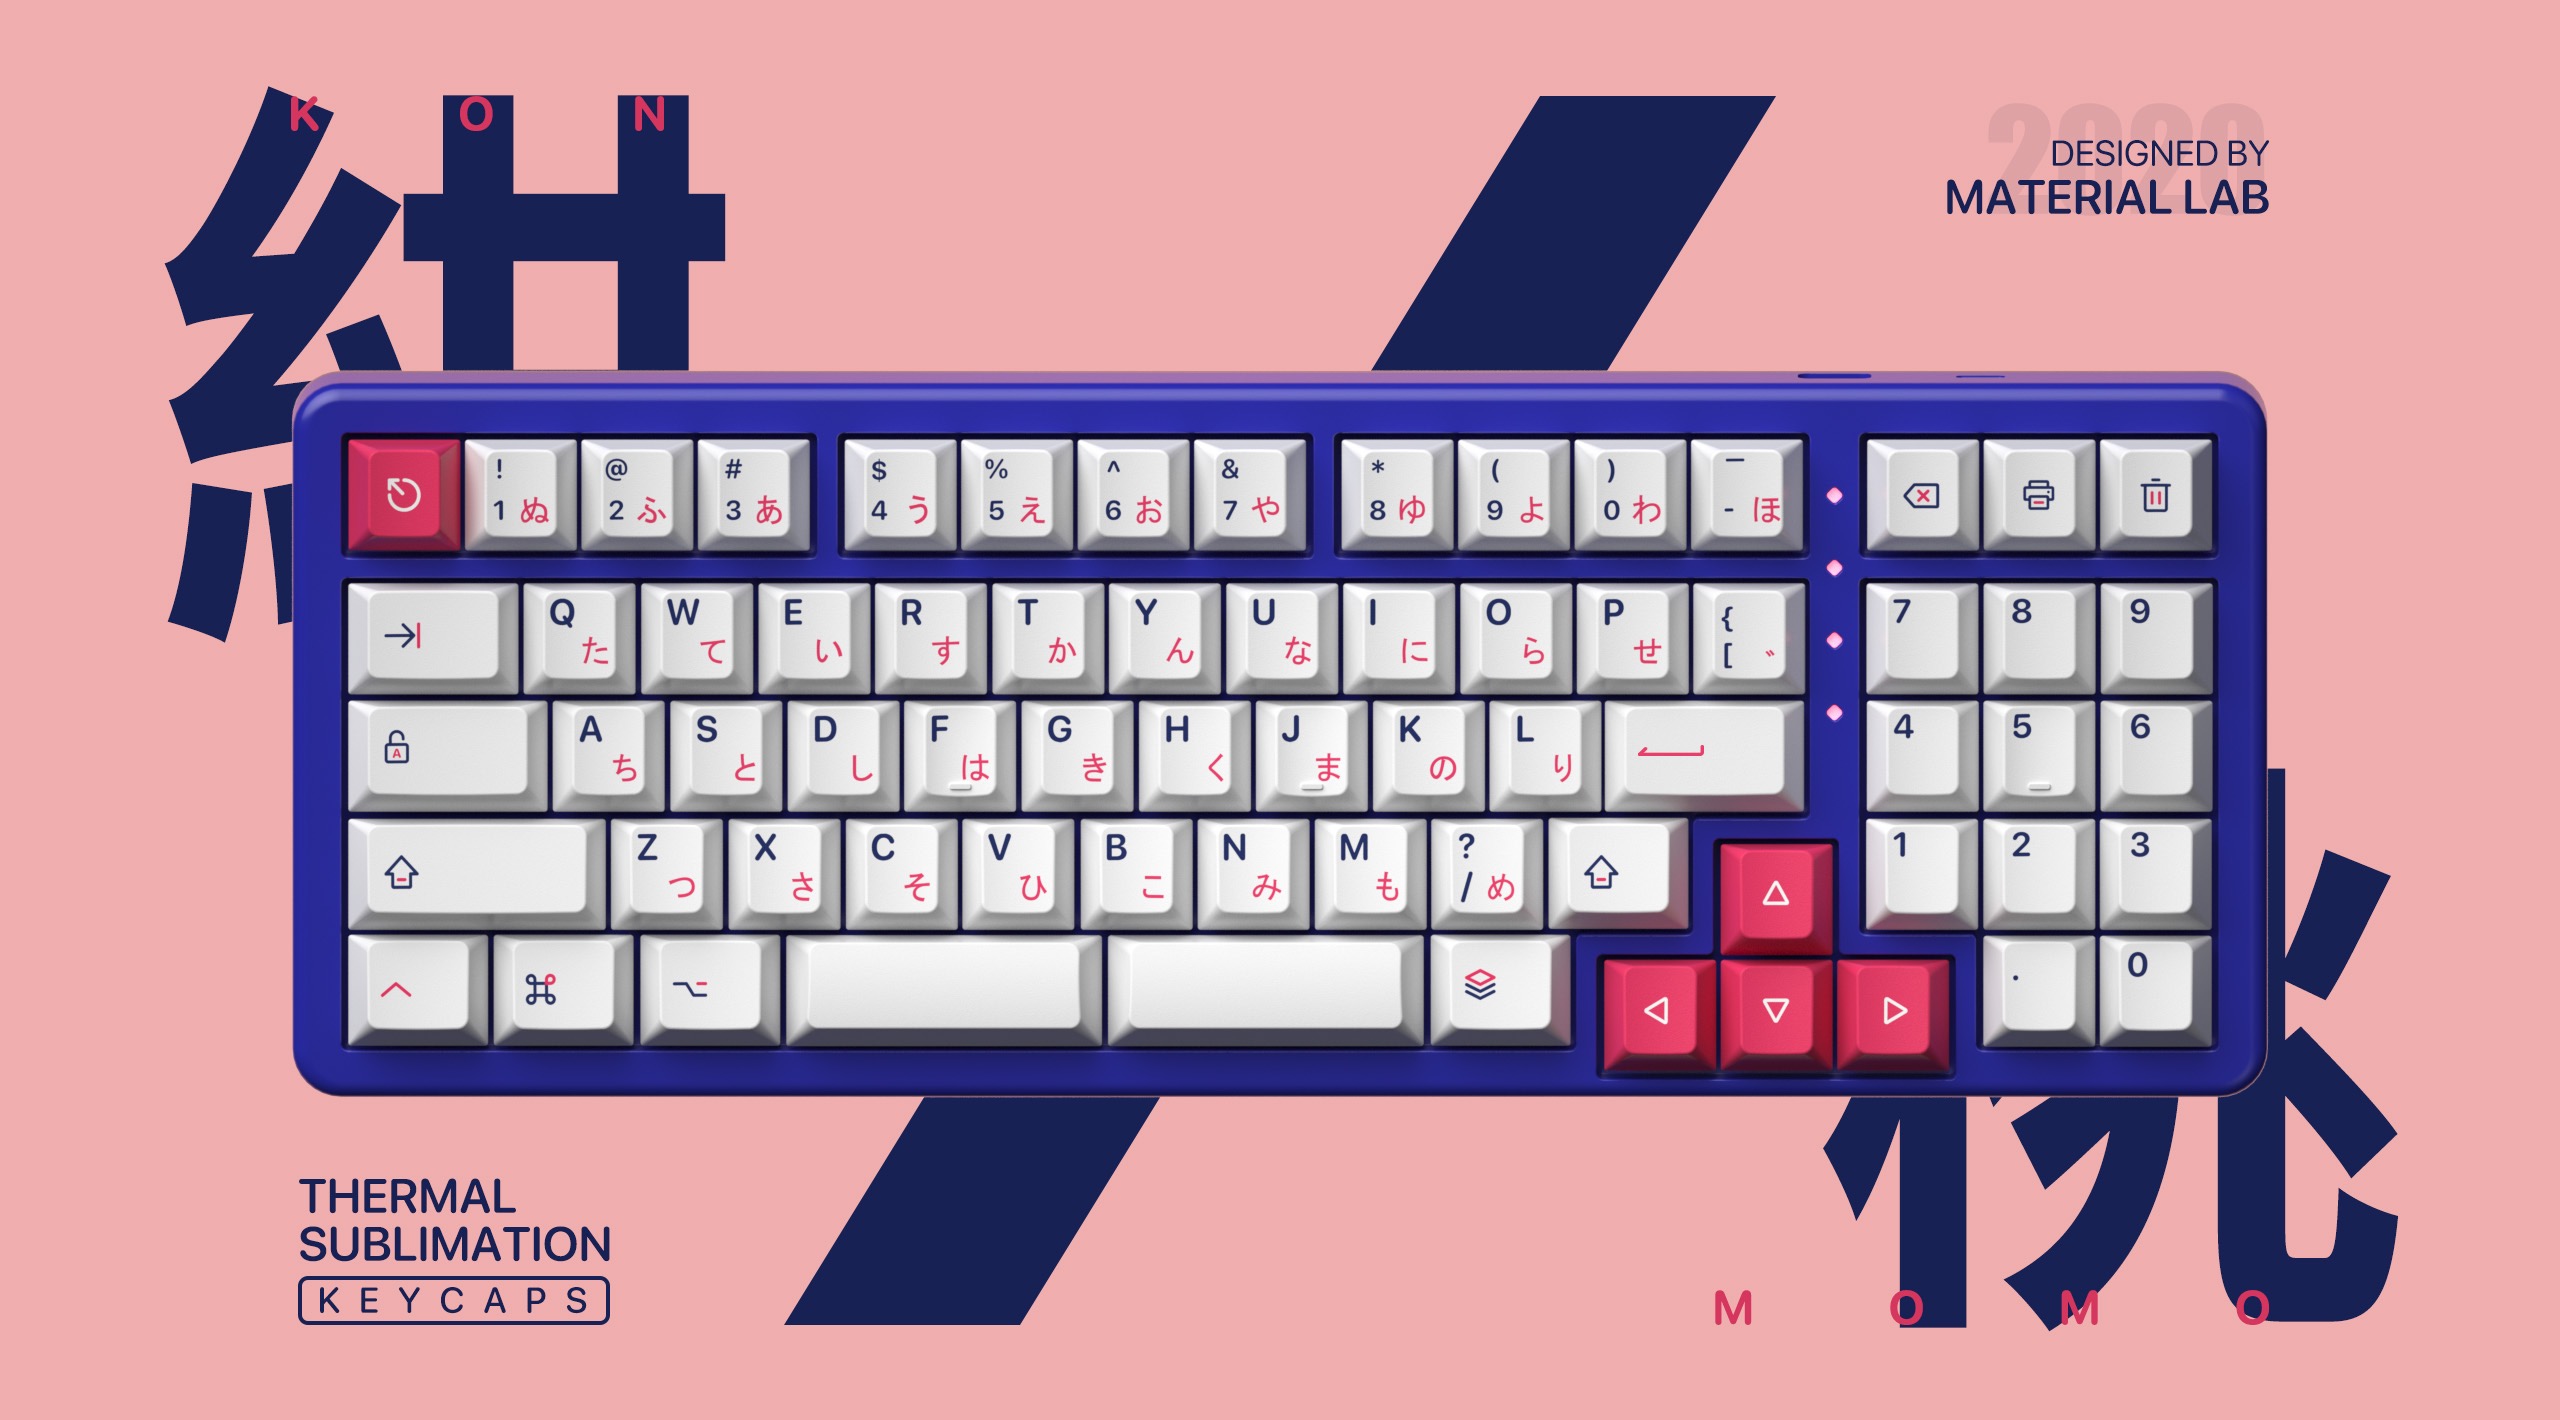 KON
紺
2020
DESIGNED BY
MATERIAL LAB
! 1 ぬ
@ 2 ふ
# 3 あ
$ 4 う
% 5 え
^ 6 お
& 7 や
* 8 ゆ
( 9 よ
) 0 わ
_ - ほ
Q た
W て
E い
R す
T か
Y ん
U な
I に
O ら
P せ
{ [ ゛
7 8 9
A ち
S と
D し
F は
G き
H く
J ま
K の
L り
4 5 6
Z つ
X さ
C そ
V ひ
B こ
N み
M も
? / め
1 2 3
. 0
桃
THERMAL
SUBLIMATION
KEYCAPS
MOMO